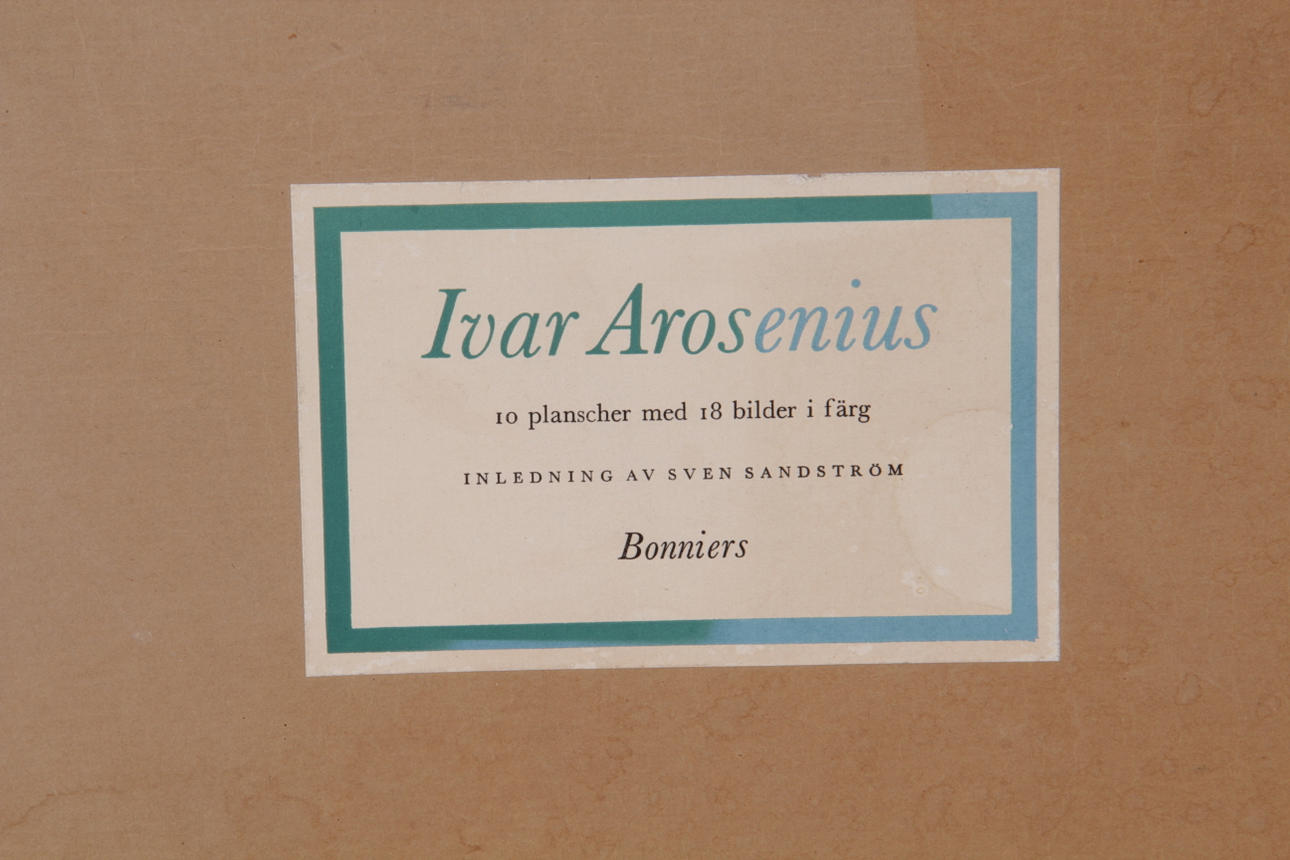 Ivar Arosenius
10 planscher med 18 bilder i färg
INLEDNING AV SVEN SANDSTRÖM
Bonniers